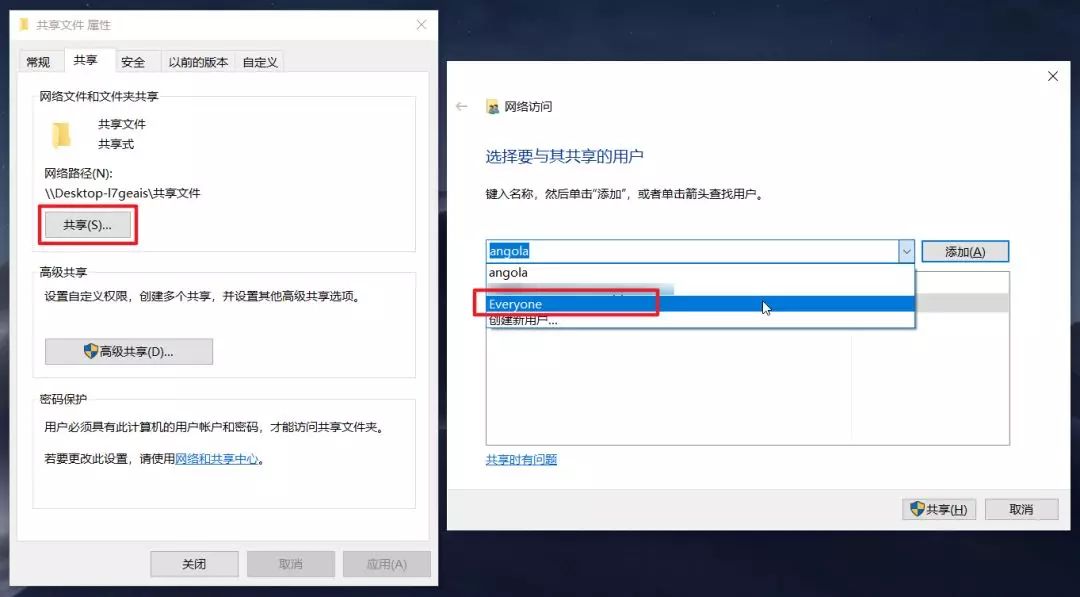 共享文件 属性
常规
共享
安全
以前的版本
自定义
网络文件和文件夹共享
共享文件
共享式
网络路径(N):
\\Desktop-l7geais\共享文件
共享(S)...
高级共享
设置自定义权限，创建多个共享，并设置其他高级共享选项。
高级共享(D)...
密码保护
用户必须具有此计算机的用户帐户和密码，才能访问共享文件夹。
若要更改此设置，请使用网络和共享中心。
关闭
取消
应用(A)
网络访问
选择要与其共享的用户
键入名称，然后单击“添加”，或者单击箭头查找用户。
angola
添加(A)
angola
Everyone
创建新用户...
共享时有问题
共享(H)
取消